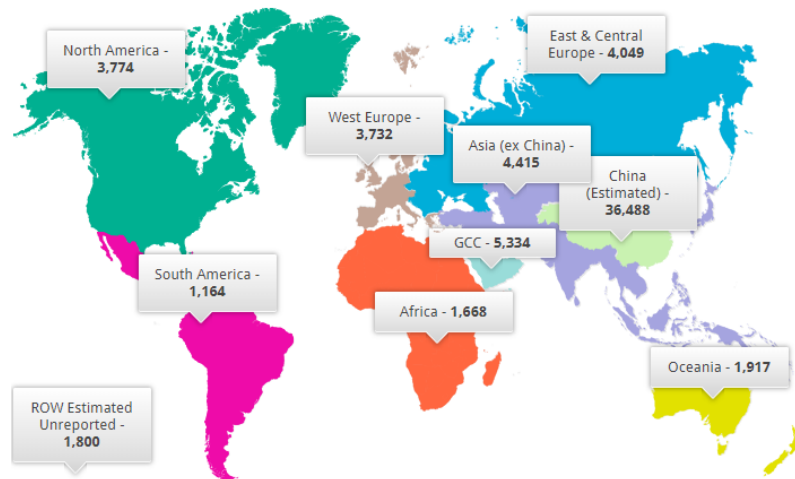 North America -
3,774
East & Central
Europe - 4,049
West Europe -
3,732
Asia (ex China) -
4,415
China
(Estimated) -
36,488
GCC - 5,334
South America -
1,164
Africa - 1,668
Oceania - 1,917
ROW Estimated
Unreported -
1,800